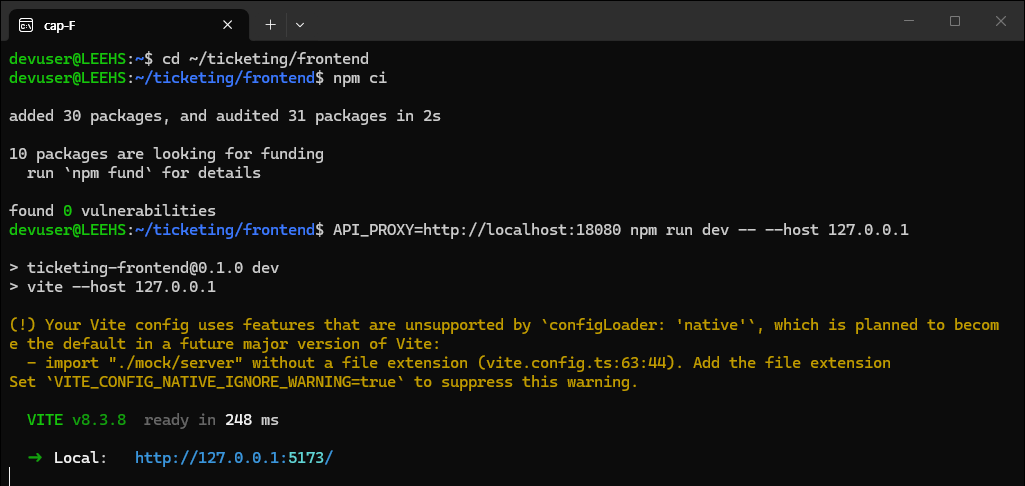 cap-F
devuser@LEEHS:~$ cd ~/ticketing/frontend
devuser@LEEHS:~/ticketing/frontend$ npm ci
added 30 packages, and audited 31 packages in 2s
10 packages are looking for funding
  run `npm fund` for details
found 0 vulnerabilities
devuser@LEEHS:~/ticketing/frontend$ API_PROXY=http://localhost:18080 npm run dev -- --host 127.0.0.1
> ticketing-frontend@0.1.0 dev
> vite --host 127.0.0.1
(!) Your Vite config uses features that are unsupported by `configLoader: 'native'`, which is planned to becom
e the default in a future major version of Vite:
  - import "./mock/server" without a file extension (vite.config.ts:63:44). Add the file extension
Set `VITE_CONFIG_NATIVE_IGNORE_WARNING=true` to suppress this warning.
  VITE v8.3.8  ready in 248 ms
  ➜  Local:   http://127.0.0.1:5173/